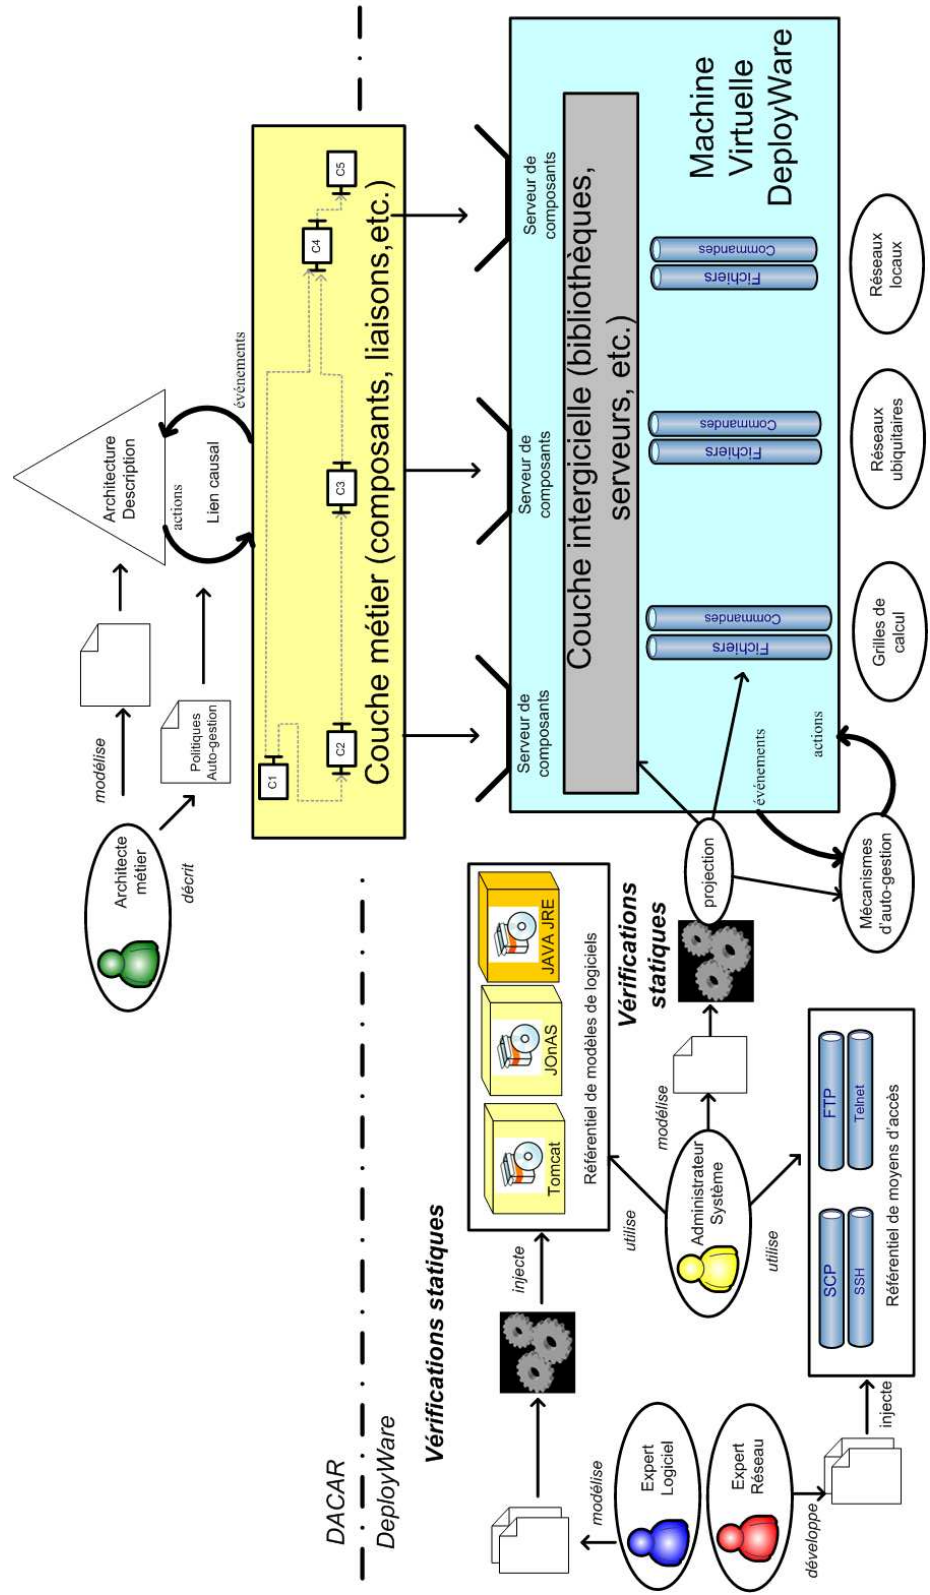 DACAR
DeployWare
Architecte
métier
modélise
décrit
Politiques
Auto-gestion
Architecture
Description
actions
Lien causal
événements
C1
C2
C3
C4
C5
Couche métier (composants, liaisons,etc.)
Vérifications statiques
injecte
Tomcat
JOnAS
JAVA JRE
Référentiel de modèles de logiciels
modélise
Expert
Logiciel
Expert
Réseau
développe
injecte
utilise
Administrateur
Système
utilise
modélise
Vérifications
statiques
SCP
FTP
SSH
Telnet
Référentiel de moyens d'accès
projection
événements
actions
Mécanismes
d'auto-gestion
Serveur de
composants
Serveur de
composants
Serveur de
composants
Couche intergicielle (bibliothèques,
serveurs, etc.)
Fichiers
Commandes
Fichiers
Commandes
Fichiers
Commandes
Machine
Virtuelle
DeployWare
Grilles de
calcul
Réseaux
ubiquitaires
Réseaux
locaux